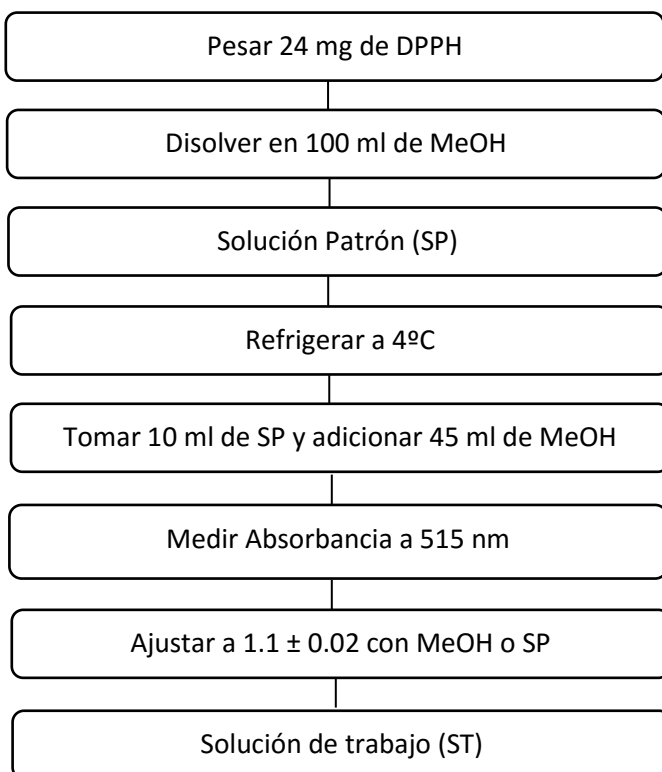 Pesar 24 mg de DPPH
Disolver en 100 ml de MeOH
Solución Patrón (SP)
Refrigerar a 4ºC
Tomar 10 ml de SP y adicionar 45 ml de MeOH
Medir Absorbancia a 515 nm
Ajustar a 1.1 ± 0.02 con MeOH o SP
Solución de trabajo (ST)